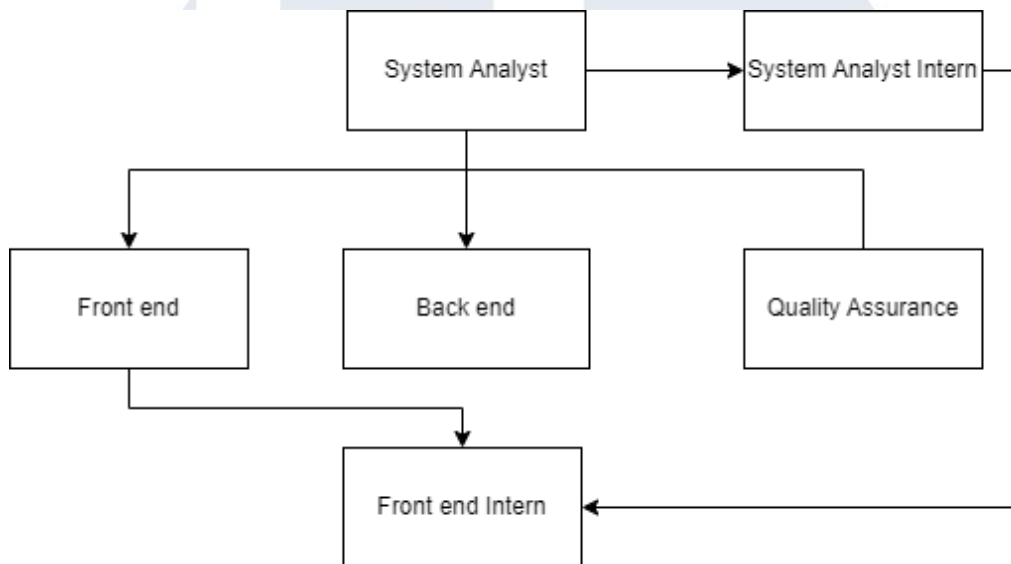 System Analyst
System Analyst Intern
Front end
Back end
Quality Assurance
Front end Intern